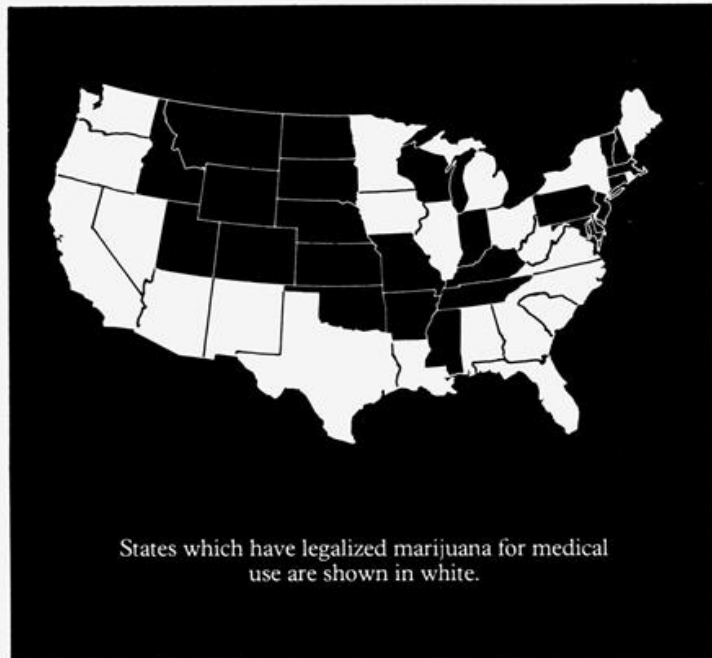 States which have legalized marijuana for medical
use are shown in white.